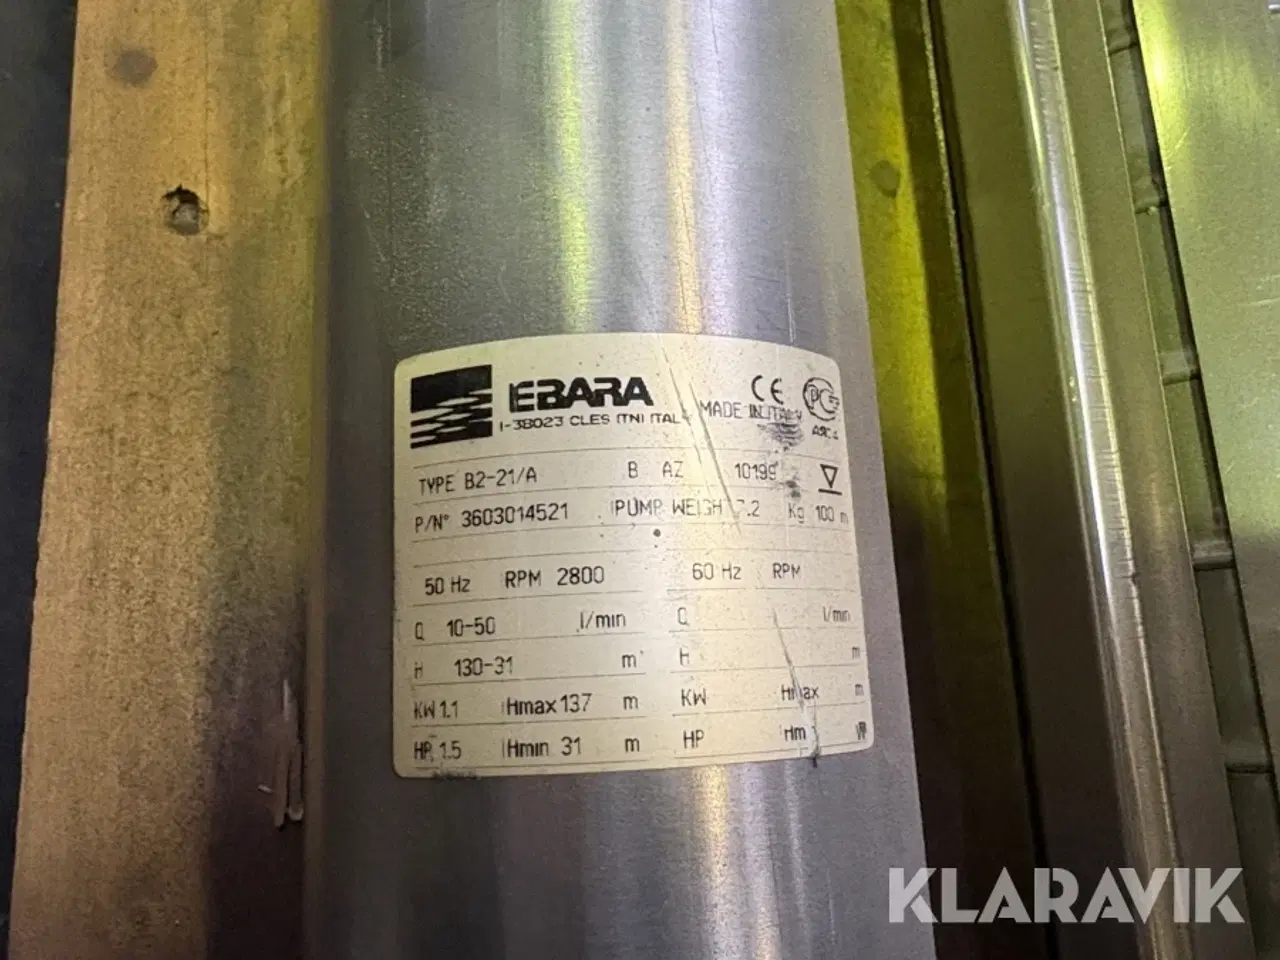 EBARA
I-38023 CLES (TN) ITALY MADE IN ITALY
CE
TYPE B2-21/A B AZ 10199
P/N° 3603014521 PUMP WEIGHT 7.2 Kg 100 m
50 Hz RPM 2800 60 Hz RPM
Q 10-50 l/min Q l/min
H 130-31 m H m
KW 1.1 Hmax 137 m KW Hmax m
HP 1.5 Hmin 31 m HP Hm
KLARAVIK